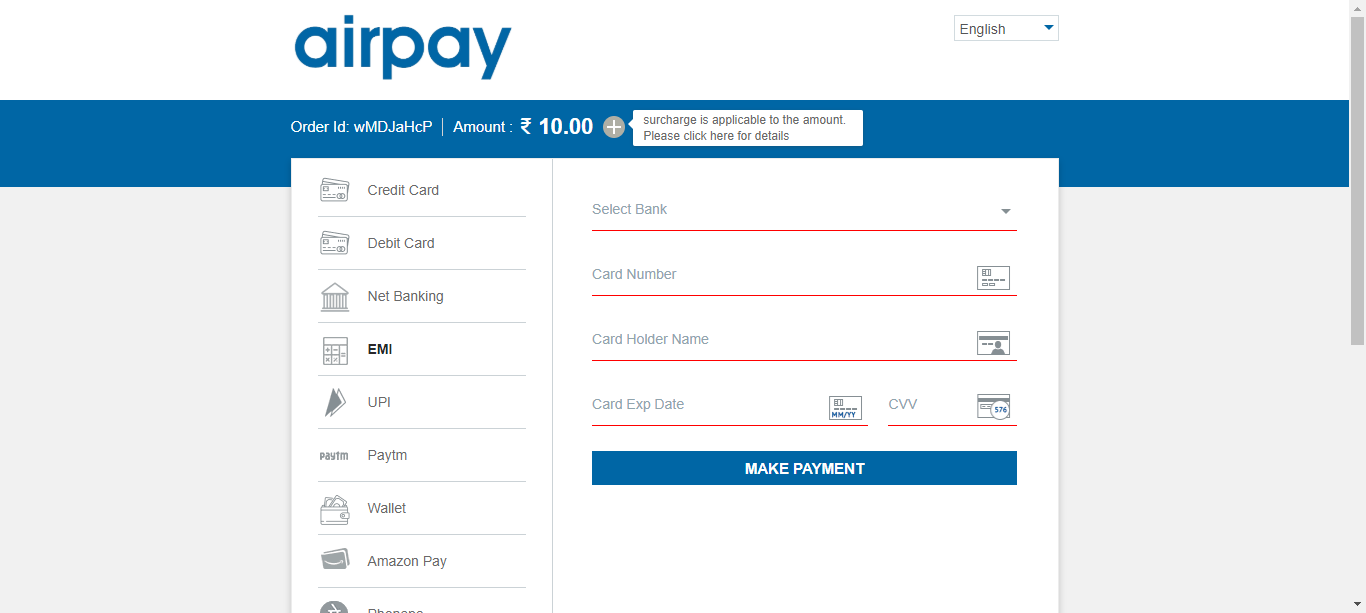 airpay
English
Order Id: wMDJaHcP
Amount : ₹ 10.00
surcharge is applicable to the amount.
Please click here for details
Credit Card
Debit Card
Net Banking
EMI
UPI
Paytm
Paytm
Wallet
Amazon Pay
Phonepe
Select Bank
Card Number
Card Holder Name
Card Exp Date
MM/YY
CVV
576
MAKE PAYMENT